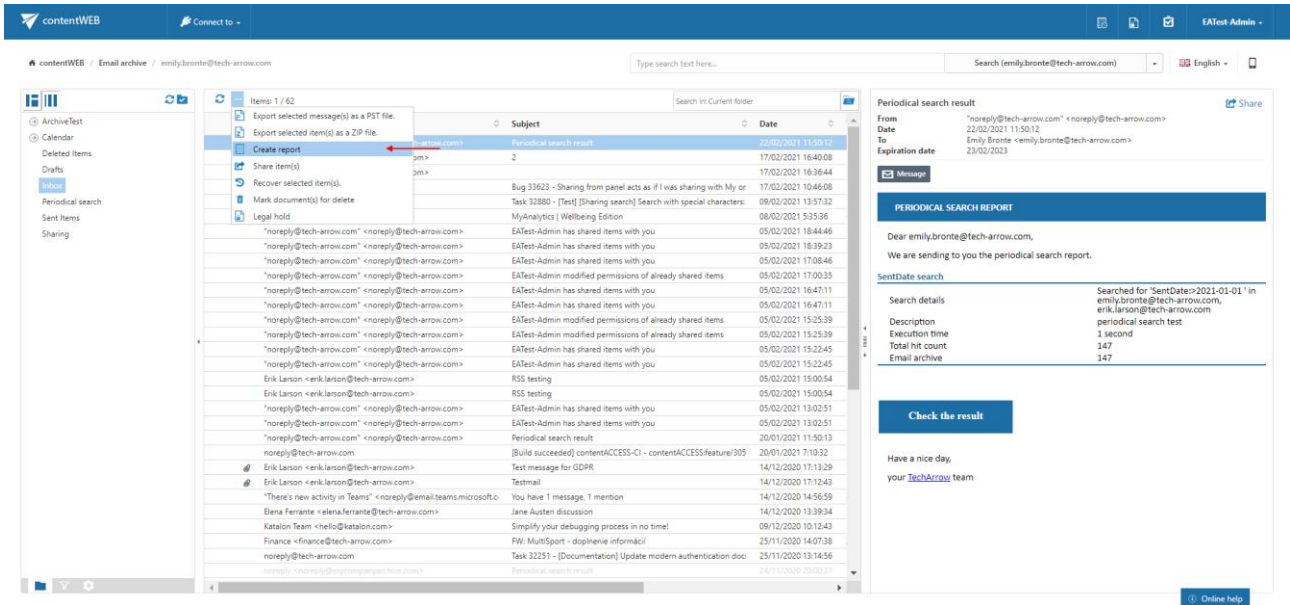 contentWEB
Connect to
EATest-Admin
contentWEB / Email archive / emily.bronte@tech-arrow.com
Type search text here...
Search (emily.bronte@tech-arrow.com)
English
ArchiveTest
Calendar
Deleted Items
Drafts
Inbox
Periodical search
Sent Items
Sharing
Items: 1 / 62
Search in: Current folder
Export selected message(s) as a PST file.
Export selected item(s) as a ZIP file.
Create report
Share item(s)
Recover selected item(s).
Mark document(s) for delete
Legal hold
Subject Date
h-arrow.com> Periodical search result 22/02/2021 11:50:12
om> 2 17/02/2021 16:40:08
om> 17/02/2021 16:36:44
Bug 33623 - Sharing from panel acts as if I was sharing with My or 17/02/2021 10:46:08
Task 32880 - [Test] [Sharing search] Search with special characters: 09/02/2021 13:57:32
MyAnalytics | Wellbeing Edition 08/02/2021 5:35:36
"noreply@tech-arrow.com" <noreply@tech-arrow.com> EATest-Admin has shared items with you 05/02/2021 18:44:46
"noreply@tech-arrow.com" <noreply@tech-arrow.com> EATest-Admin has shared items with you 05/02/2021 18:39:23
"noreply@tech-arrow.com" <noreply@tech-arrow.com> EATest-Admin has shared items with you 05/02/2021 17:08:46
"noreply@tech-arrow.com" <noreply@tech-arrow.com> EATest-Admin modified permissions of already shared items 05/02/2021 17:00:35
"noreply@tech-arrow.com" <noreply@tech-arrow.com> EATest-Admin has shared items with you 05/02/2021 16:47:11
"noreply@tech-arrow.com" <noreply@tech-arrow.com> EATest-Admin has shared items with you 05/02/2021 16:47:11
"noreply@tech-arrow.com" <noreply@tech-arrow.com> EATest-Admin modified permissions of already shared items 05/02/2021 15:25:39
"noreply@tech-arrow.com" <noreply@tech-arrow.com> EATest-Admin modified permissions of already shared items 05/02/2021 15:25:39
"noreply@tech-arrow.com" <noreply@tech-arrow.com> EATest-Admin has shared items with you 05/02/2021 15:22:45
"noreply@tech-arrow.com" <noreply@tech-arrow.com> EATest-Admin has shared items with you 05/02/2021 15:22:45
Erik Larson <erik.larson@tech-arrow.com> RSS testing 05/02/2021 15:00:54
Erik Larson <erik.larson@tech-arrow.com> RSS testing 05/02/2021 15:00:54
"noreply@tech-arrow.com" <noreply@tech-arrow.com> EATest-Admin has shared items with you 05/02/2021 13:02:51
"noreply@tech-arrow.com" <noreply@tech-arrow.com> EATest-Admin has shared items with you 05/02/2021 13:02:51
"noreply@tech-arrow.com" <noreply@tech-arrow.com> Periodical search result 20/01/2021 11:50:13
noreply@tech-arrow.com [Build succeeded] contentACCESS-CI - contentACCESS:feature/305 20/01/2021 7:10:32
Erik Larson <erik.larson@tech-arrow.com> Test message for GDPR 14/12/2020 17:13:29
Erik Larson <erik.larson@tech-arrow.com> Testmail 14/12/2020 17:12:43
"There's new activity in Teams" <noreply@email.teams.microsoft.c You have 1 message, 1 mention 14/12/2020 14:56:59
Elena Ferrante <elena.ferrante@tech-arrow.com> Jane Austen discussion 14/12/2020 13:39:34
Katalon Team <hello@katalon.com> Simplify your debugging process in no time! 09/12/2020 10:12:43
Finance <finance@tech-arrow.com> FW: MultiSport - doplnenie informácií 25/11/2020 14:07:38
noreply@tech-arrow.com Task 32251 - [Documentation] Update modern authentication doc: 25/11/2020 13:14:56
noreply <noreply@mycompanyarchive.com> Periodical search result 24/11/2020 20:00:37
Periodical search result
Share
From "noreply@tech-arrow.com" <noreply@tech-arrow.com>
Date 22/02/2021 11:50:12
To Emily Bronte <emily.bronte@tech-arrow.com>
Expiration date 23/02/2023
Message
PERIODICAL SEARCH REPORT
Dear emily.bronte@tech-arrow.com,
We are sending to you the periodical search report.
SentDate search
Search details Searched for 'SentDate:>2021-01-01 ' in
emily.bronte@tech-arrow.com,
erik.larson@tech-arrow.com
Description periodical search test
Execution time 1 second
Total hit count 147
Email archive 147
Check the result
Have a nice day,
your TechArrow team
Online help